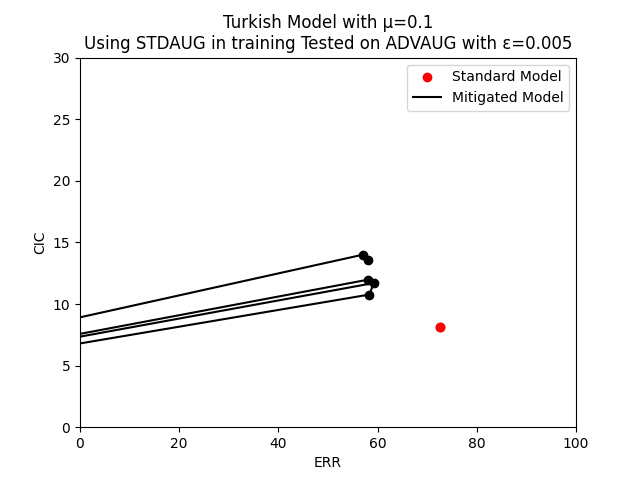 Turkish Model with μ=0.1
Using STDAUG in training Tested on ADVAUG with ε=0.005
Standard Model
Mitigated Model
30
25
20
15
10
5
0
CIC
0 20 40 60 80 100
ERR